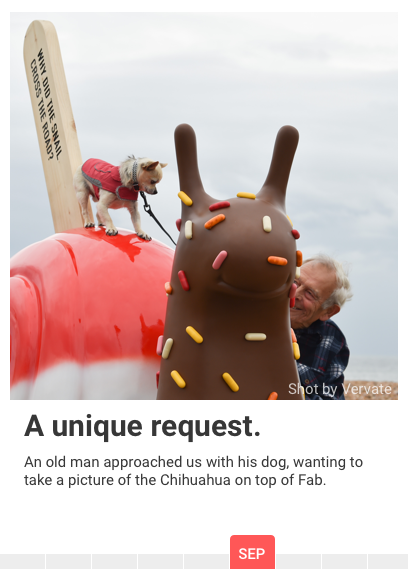 WHY DID THE SNAIL
CROSS THE ROAD?
Shot by Vervate
A unique request.
An old man approached us with his dog, wanting to
take a picture of the Chihuahua on top of Fab.
SEP